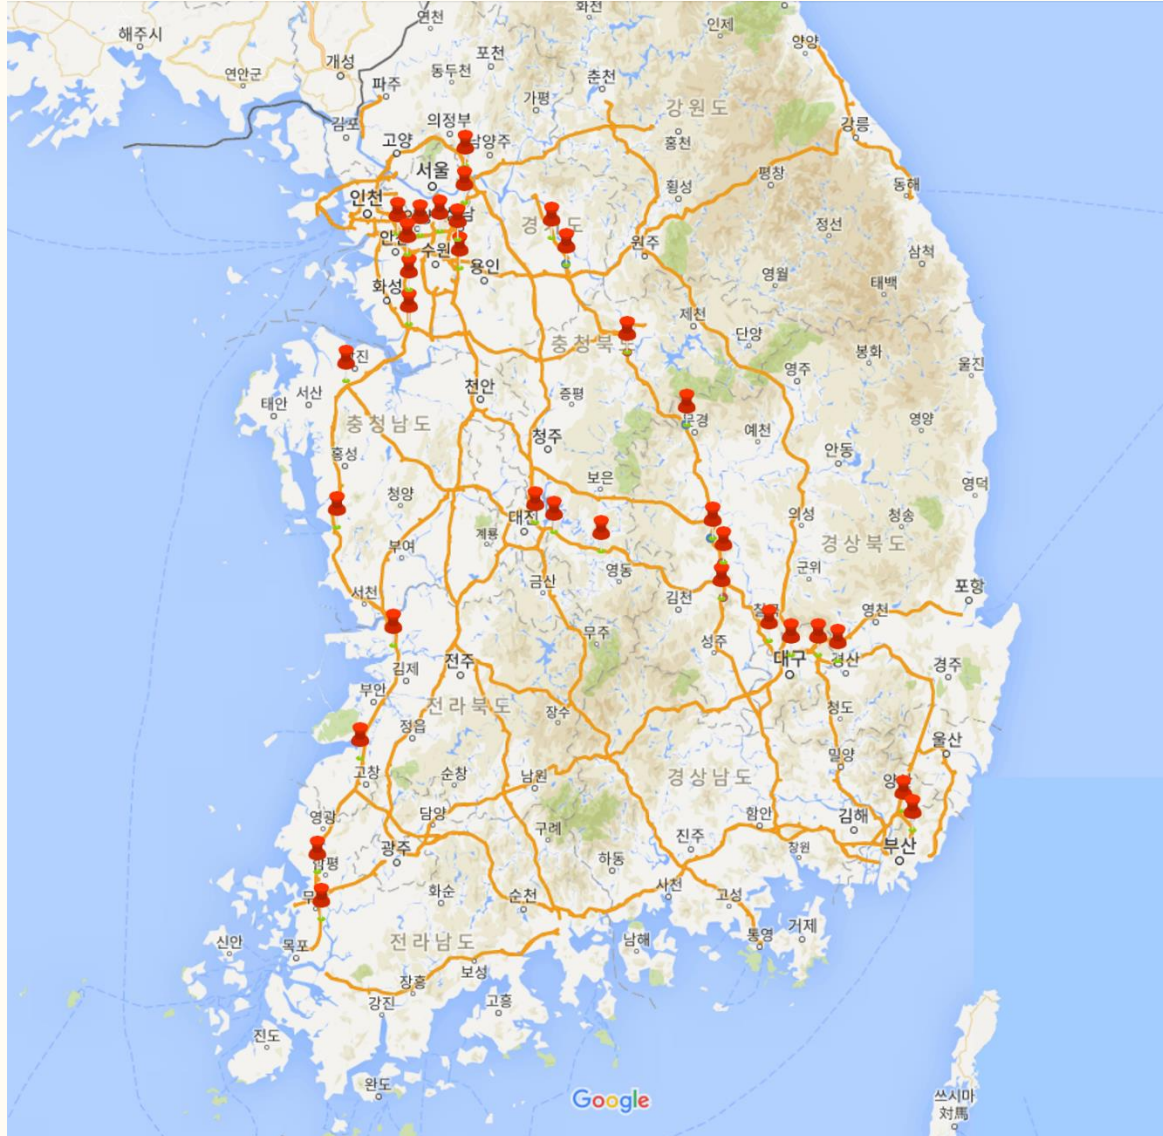 화천
연천
인제
양양
해주시
개성
포천
동두천
연안군
파주
춘천
가평
강원도
의정부
김포
강릉
고양
남양주
홍천
서울
평창
횡성
동해
인천
정선
원주
수원
삼척
용인
영월
화성
태백
제천
단양
봉화
울진
영주
서산
천안
증평
태안
충청남도
영양
예천
청주
안동
홍성
보은
영덕
청양
의성
청송
계룡
경상북도
부여
군위
영동
금산
포항
서천
김천
영천
무주
성주
대구
전주
김제
경주
부안
전라북도
장수
청도
정읍
울산
밀양
고창
순창
남원
경상남도
영광
담양
함안
김해
구례
진주
부산
창원
광주
하동
화순
순천
사천
고성
거제
통영
신안
목포
전라남도
남해
보성
장흥
강진
고흥
진도
완도
Google
쓰시마
対馬